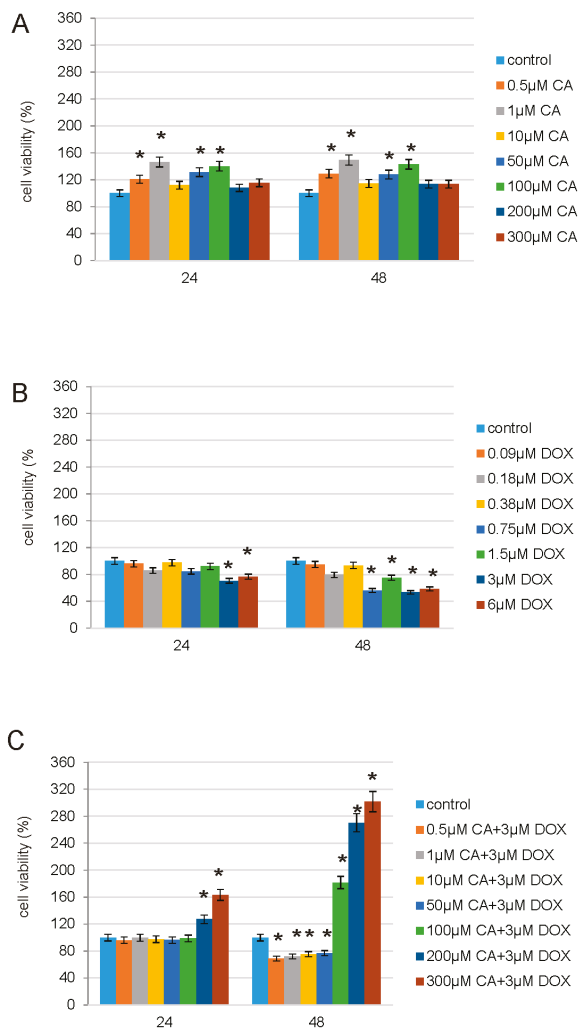 A
cell viability (%)
360
320
280
240
200
160
120
80
40
0
* * * *
* * * *
24
48
control
0.5µM CA
1µM CA
10µM CA
50µM CA
100µM CA
200µM CA
300µM CA
B
cell viability (%
360
320
280
240
200
160
120
80
40
0
* *
* * * *
24
48
control
0.09µM DOX
0.18µM DOX
0.38µM DOX
0.75µM DOX
1.5µM DOX
3µM DOX
6µM DOX
C
cell viability (%)
360
320
280
240
200
160
120
80
40
0
* *
* * * * * * *
24
48
control
0.5µM CA+3µM DOX
1µM CA+3µM DOX
10µM CA+3µM DOX
50µM CA+3µM DOX
100µM CA+3µM DOX
200µM CA+3µM DOX
300µM CA+3µM DOX